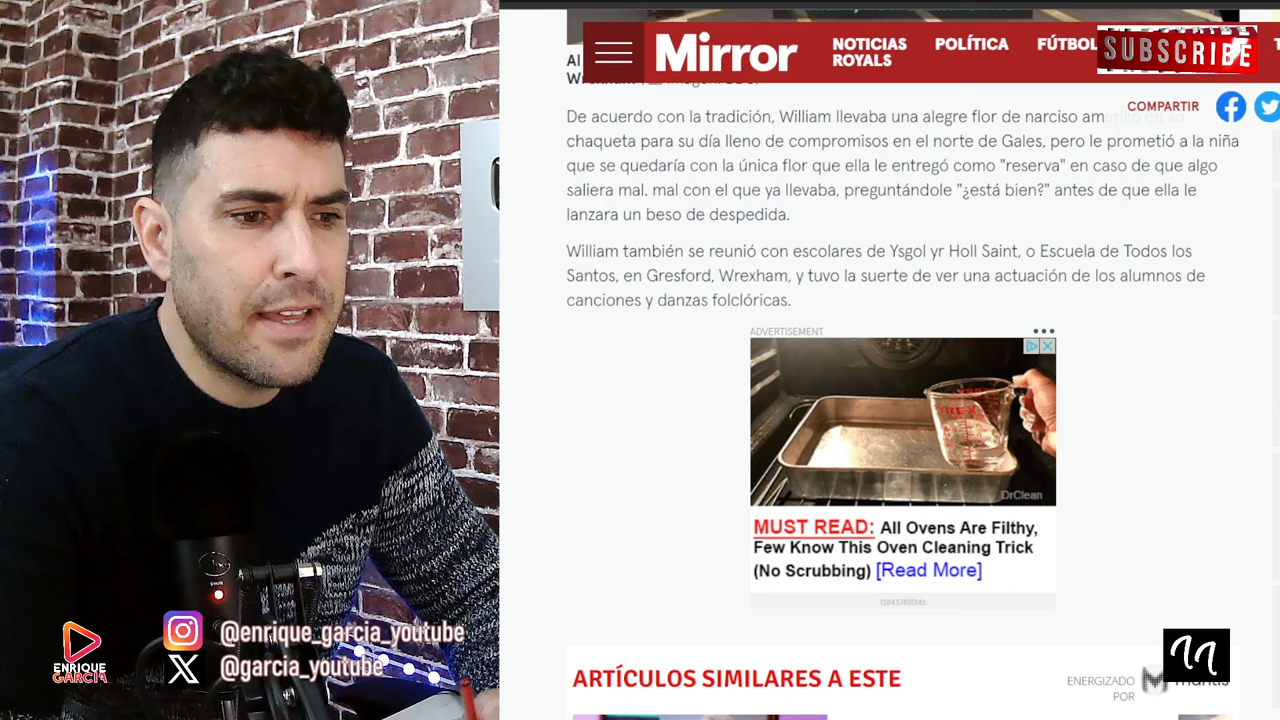 Mirror
NOTICIAS
ROYALS
POLÍTICA
FÚTBOL
SUBSCRIBE
COMPARTIR
De acuerdo con la tradición, William llevaba una alegre flor de narciso amarillo en su
chaqueta para su día lleno de compromisos en el norte de Gales, pero le prometió a la niña
que se quedaría con la única flor que ella le entregó como "reserva" en caso de que algo
saliera mal. mal con el que ya llevaba, preguntándole "¿está bien?" antes de que ella le
lanzara un beso de despedida.
William también se reunió con escolares de Ysgol yr Holl Saint, o Escuela de Todos los
Santos, en Gresford, Wrexham, y tuvo la suerte de ver una actuación de los alumnos de
canciones y danzas folclóricas.
ADVERTISEMENT
DrClean
MUST READ: All Ovens Are Filthy,
Few Know This Oven Cleaning Trick
(No Scrubbing) [Read More]
138437495146
ARTÍCULOS SIMILARES A ESTE
ENERGIZADO
POR
mantis
ENRIQUE
GARCIA
@enrique_garcia_youtube
@garcia_youtube